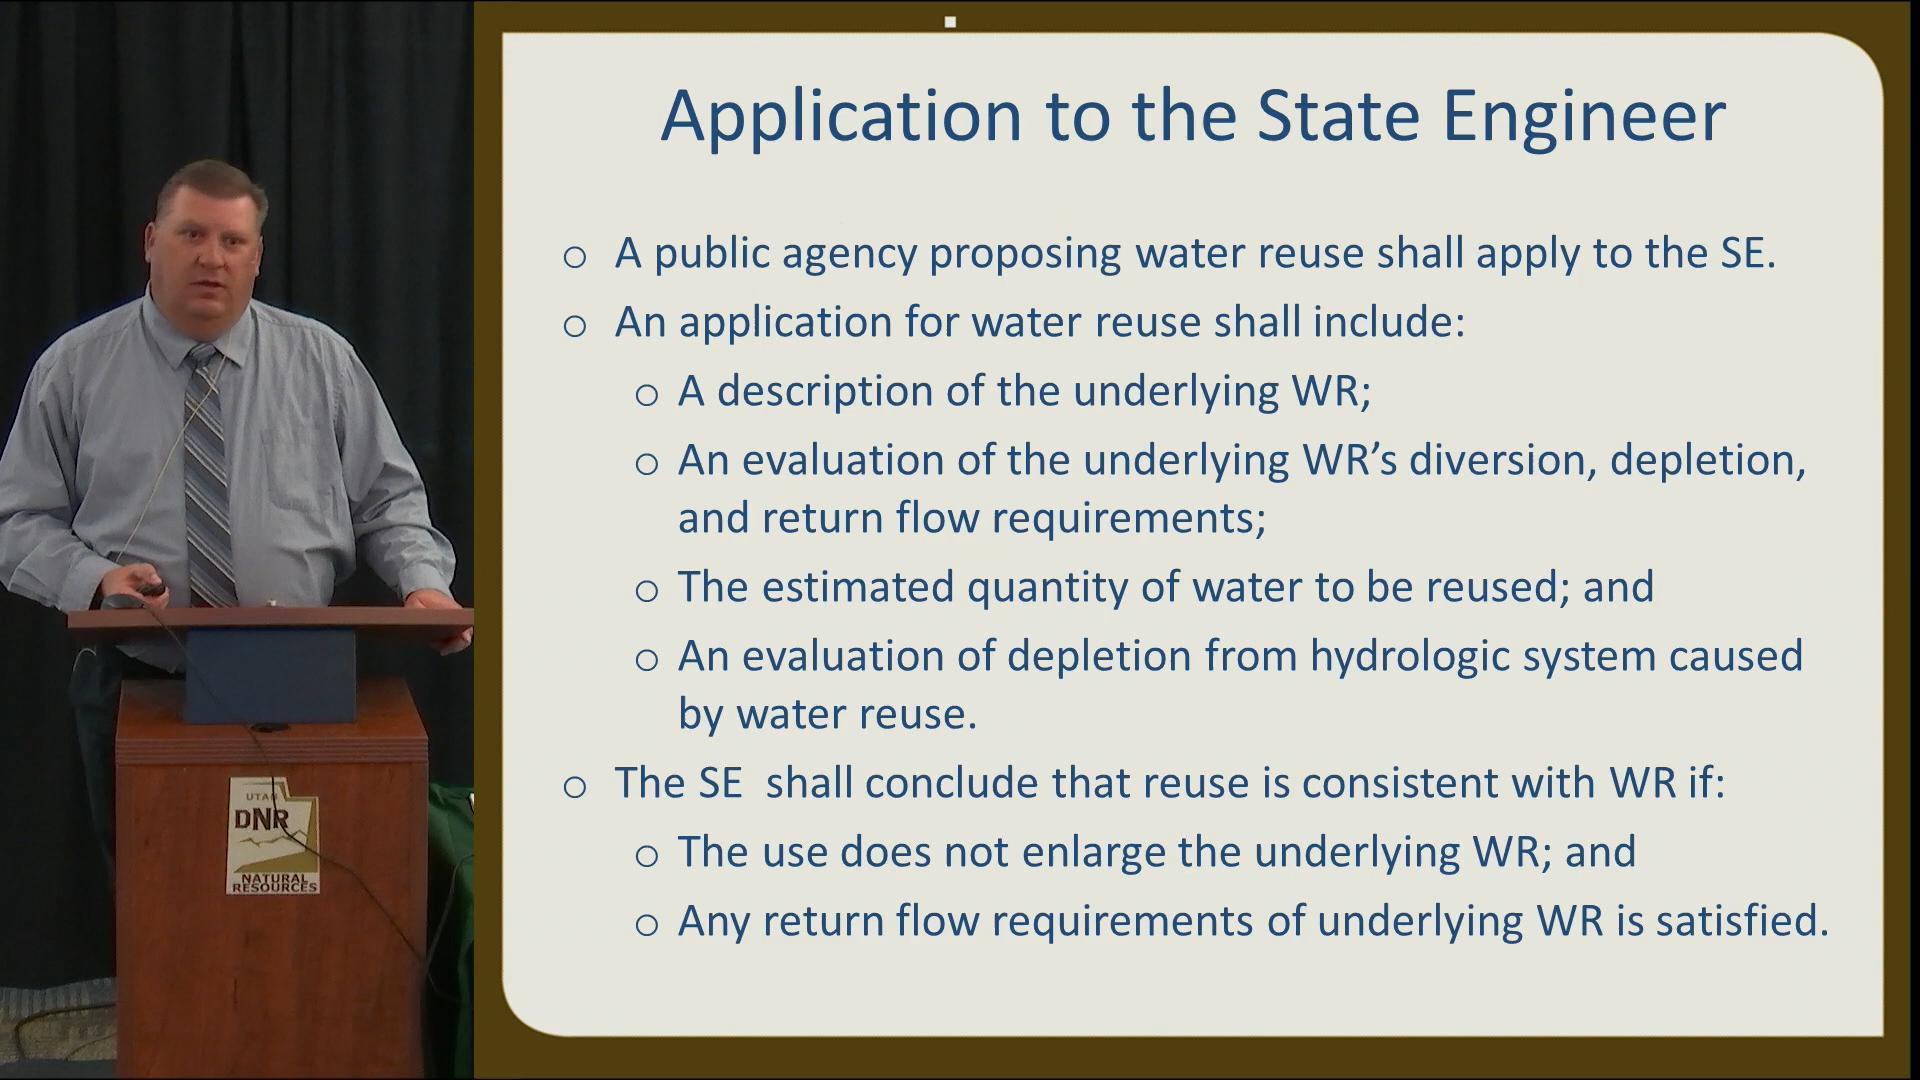 Application to the State Engineer
○ A public agency proposing water reuse shall apply to the SE.
○ An application for water reuse shall include:
○ A description of the underlying WR;
○ An evaluation of the underlying WR’s diversion, depletion,
and return flow requirements;
○ The estimated quantity of water to be reused; and
○ An evaluation of depletion from hydrologic system caused
by water reuse.
○ The SE  shall conclude that reuse is consistent with WR if:
○ The use does not enlarge the underlying WR; and
○ Any return flow requirements of underlying WR is satisfied.
UTAH
DNR
NATURAL
RESOURCES